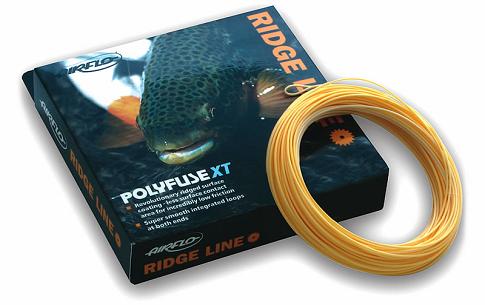 AIRFLO
RIDGE LINE
POLYFUSE XT
• Revolutionary ridged surface
coating - less surface contact
area for incredibly low friction
• Super smooth integrated loops
at both ends
AIRFLO
RIDGE LINE